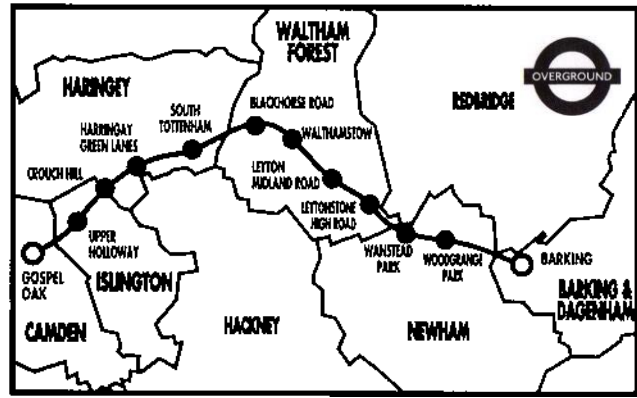 WALTHAM
FOREST
HARINGEY
OVERGROUND
REDBRIDGE
SOUTH
TOTTENHAM
BLACKHORSE ROAD
HARRINGAY
GREEN LANES
WALTHAMSTOW
CROUCH HILL
LEYTON
MIDLAND ROAD
LEYTONSTONE
HIGH ROAD
UPPER
HOLLOWAY
WANSTEAD
PARK
WOODGRANGE
PARK
BARKING
GOSPEL
OAK
ISLINGTON
BARKING &
DAGENHAM
CAMDEN
HACKNEY
NEWHAM